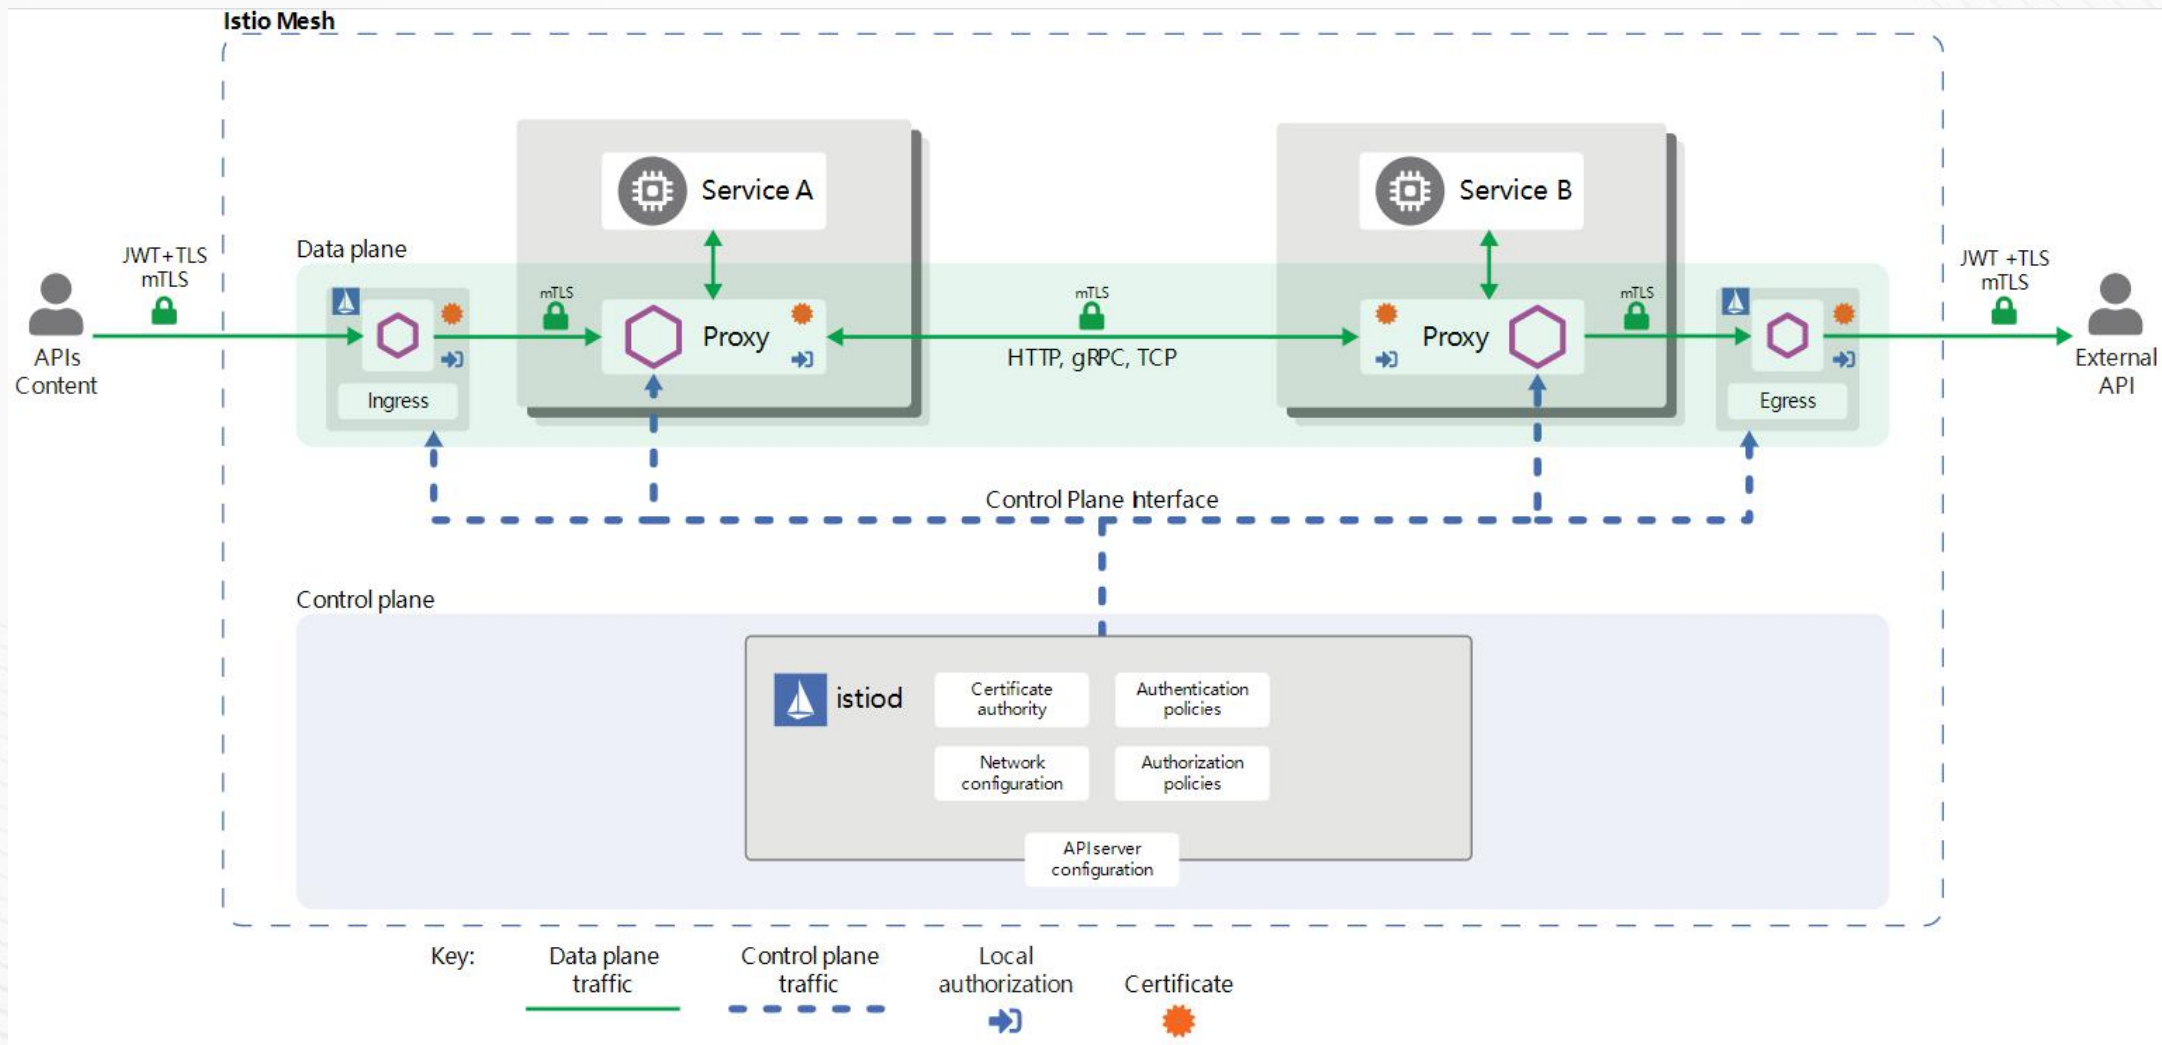 Istio Mesh
Data plane
JWT+TLS
mTLS
APIs
Content
Ingress
mTLS
Service A
Proxy
mTLS
HTTP, gRPC, TCP
Service B
Proxy
mTLS
Egress
JWT +TLS
mTLS
External
API
Control Plane Interface
Control plane
istiod
Certificate
authority
Authentication
policies
Network
configuration
Authorization
policies
API server
configuration
Key:
Data plane
traffic
Control plane
traffic
Local
authorization
Certificate